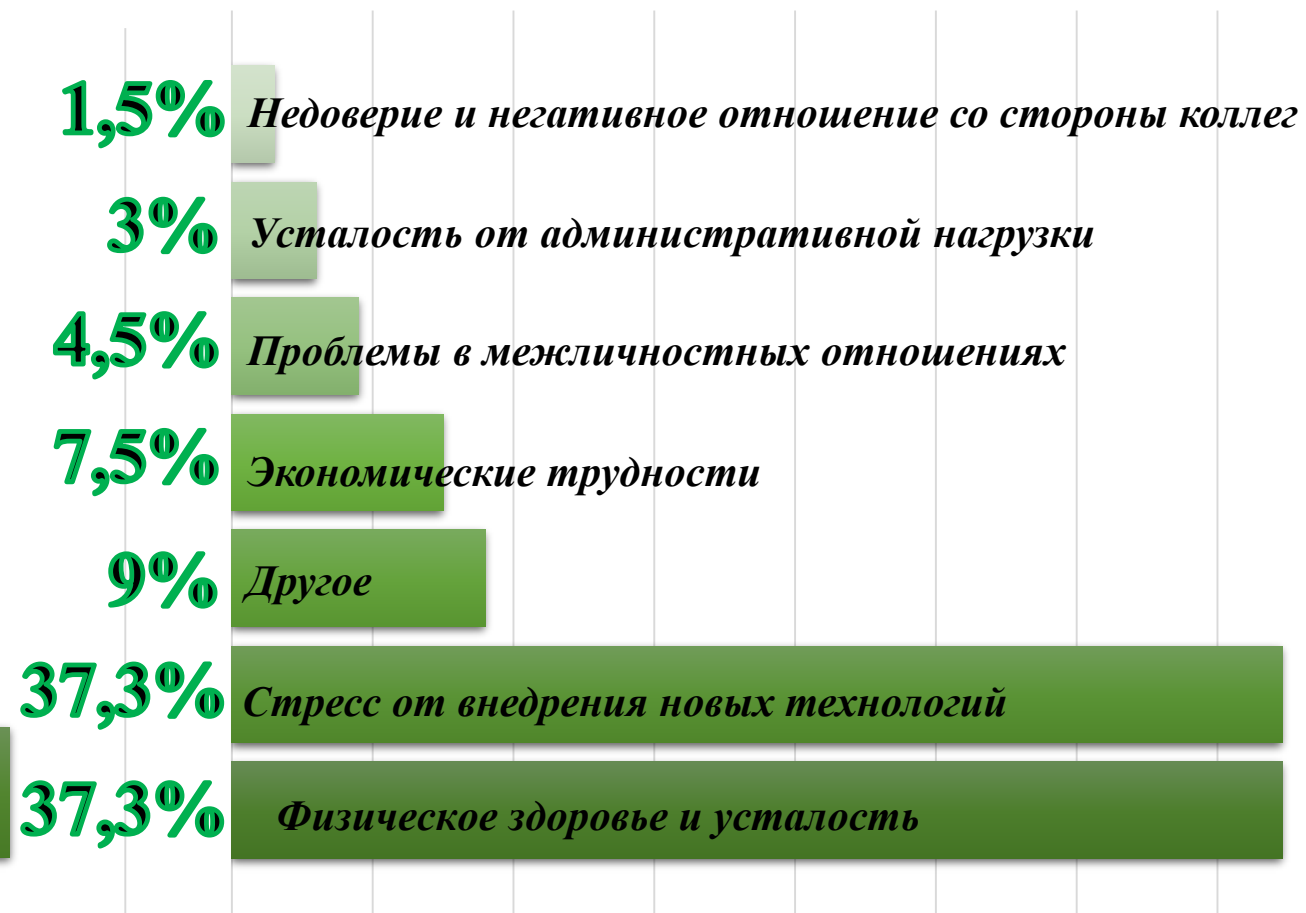 1,5% Недоверие и негативное отношение со стороны коллег
3% Усталость от административной нагрузки
4,5% Проблемы в межличностных отношениях
7,5% Экономические трудности
9% Другое
37,3% Стресс от внедрения новых технологий
37,3% Физическое здоровье и усталость